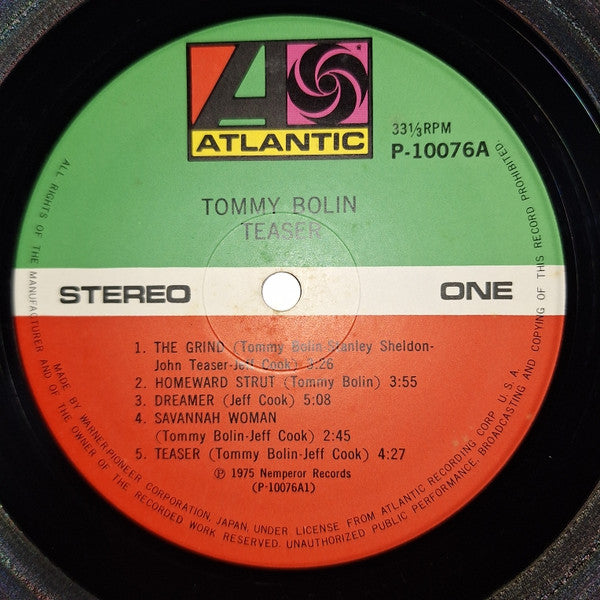 ATLANTIC
33⅓RPM
P-10076A
TOMMY BOLIN
TEASER
STEREO
ONE
1. THE GRIND (Tommy Bolin-Stanley Sheldon-
John Teaser-Jeff Cook) 3:26
2. HOMEWARD STRUT (Tommy Bolin) 3:55
3. DREAMER (Jeff Cook) 5:08
4. SAVANNAH WOMAN
(Tommy Bolin-Jeff Cook) 2:45
5. TEASER (Tommy Bolin-Jeff Cook) 4:27
℗ 1975 Nemperor Records
(P-10076A1)
MADE BY WARNER-PIONEER CORPORATION, JAPAN, UNDER LICENSE FROM ATLANTIC RECORDING CORP. U.S.A.
ALL RIGHTS OF THE MANUFACTURER AND OF THE OWNER OF THE RECORDED WORK RESERVED. UNAUTHORIZED PUBLIC PERFORMANCE, BROADCASTING AND COPYING OF THIS RECORD PROHIBITED.